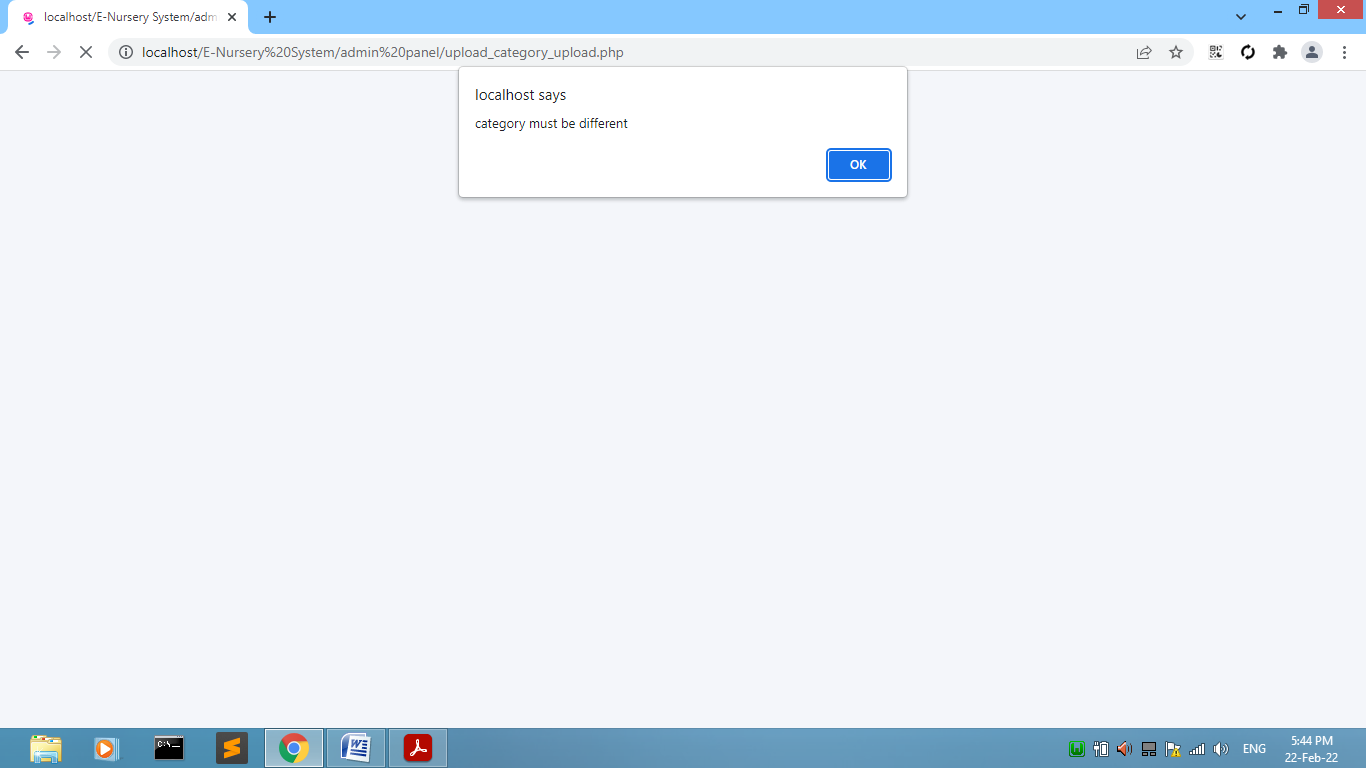 localhost/E-Nursery System/adm
localhost/E-Nursery%20System/admin%20panel/upload_category_upload.php
localhost says
category must be different
OK
C:\
W
ENG
5:44 PM
22-Feb-22